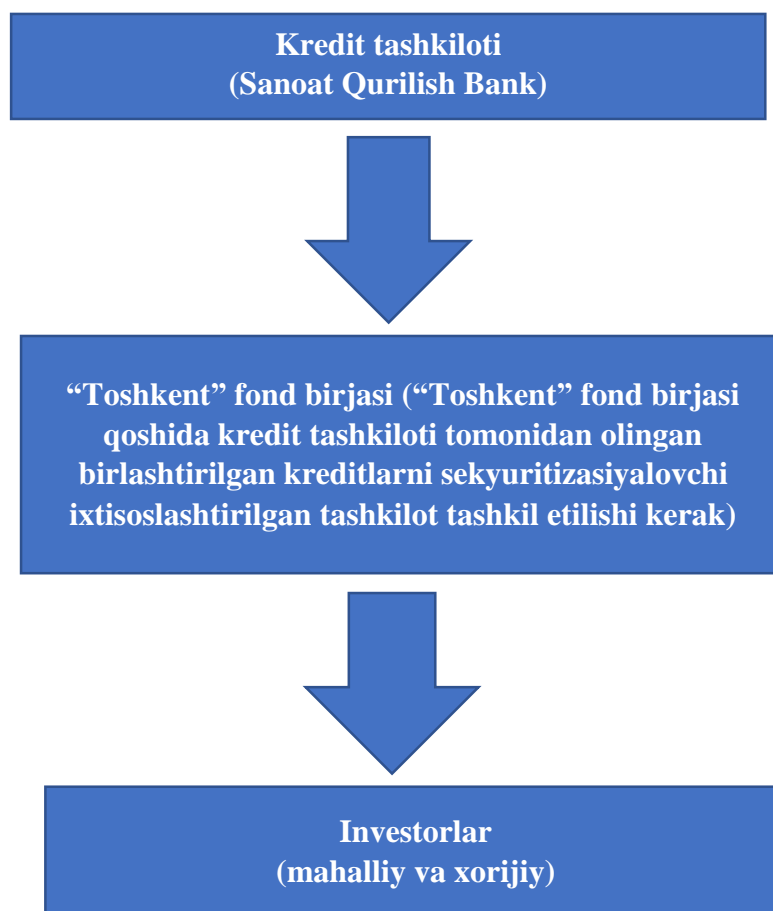 Kredit tashkiloti
(Sanoat Qurilish Bank)
“Toshkent” fond birjasi (“Toshkent” fond birjasi
qoshida kredit tashkiloti tomonidan olingan
birlashtirilgan kreditlarni sekyuritizasiyalovchi
ixtisoslashtirilgan tashkilot tashkil etilishi kerak)
Investorlar
(mahalliy va xorijiy)